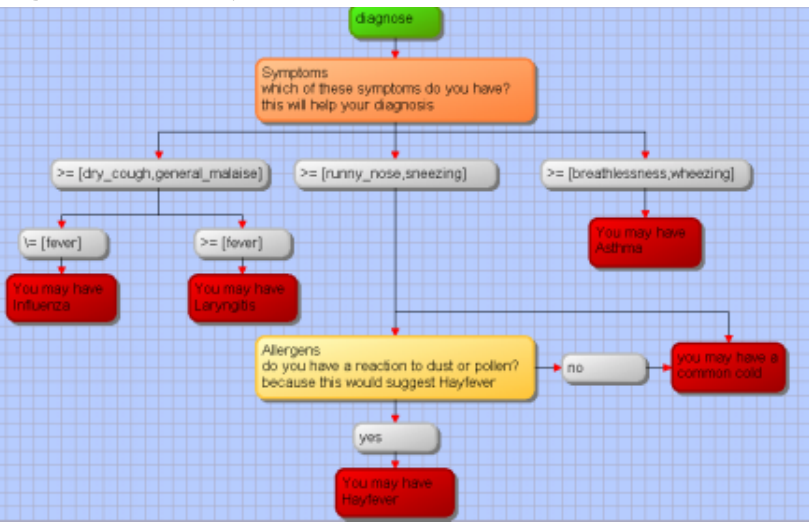 diagnose
Symptoms
which of these symptoms do you have?
this will help your diagnosis
>= [dry_cough,general_malaise]
>= [runny_nose,sneezing]
>= [breathlessness,wheezing]
\= [fever]
>= [fever]
You may have
Asthma
You may have
Influenza
You may have
Laryngitis
Allergens
do you have a reaction to dust or pollen?
because this would suggest Hayfever
no
you may have a
common cold
yes
You may have
Hayfever